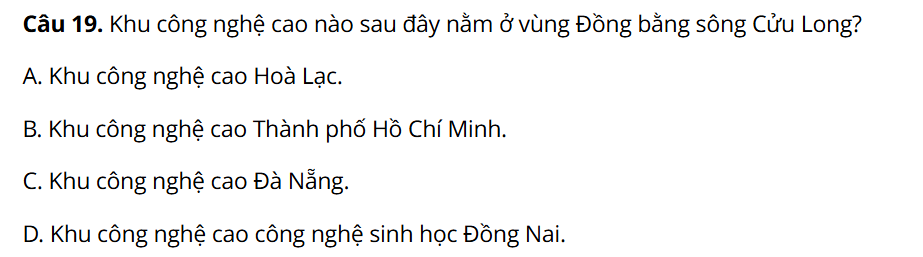 Câu 19. Khu công nghệ cao nào sau đây nằm ở vùng Đồng bằng sông Cửu Long?
A. Khu công nghệ cao Hoà Lạc.
B. Khu công nghệ cao Thành phố Hồ Chí Minh.
C. Khu công nghệ cao Đà Nẵng.
D. Khu công nghệ cao công nghệ sinh học Đồng Nai.